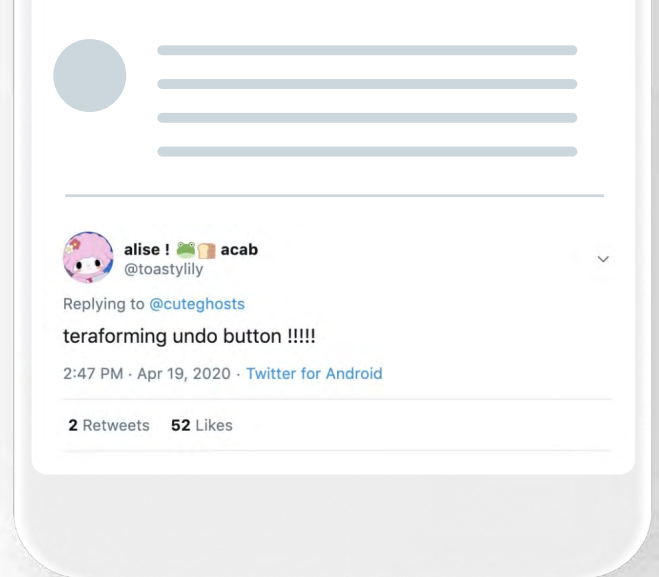 alise ! 🐸🍞 acab
@toastylily
Replying to @cuteghosts
teraforming undo button !!!!!
2:47 PM · Apr 19, 2020 · Twitter for Android
2 Retweets 52 Likes